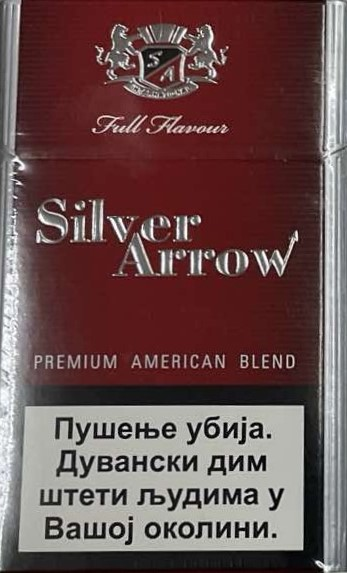 S
A
Full Flavour
Silver
Arrow
PREMIUM AMERICAN BLEND
Пушење убија.
Дувански дим
штети људима у
Вашој околини.